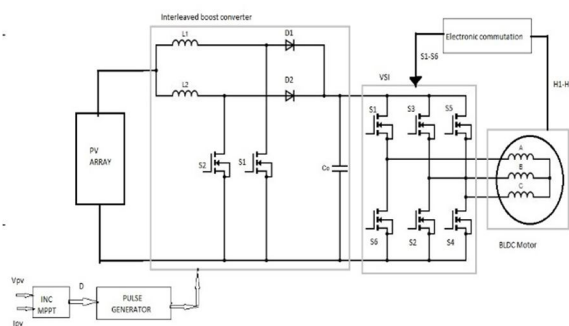 Interleaved boost converter
L1
D1
Electronic commutation
S1-S6
L2
D2
VSI
H1-H
S1
S3
S5
PV
ARRAY
S2
S1
Co
A
B
C
S6
S2
S4
BLDC Motor
Vpv
D
INC
MPPT
PULSE
GENERATOR
Ipv